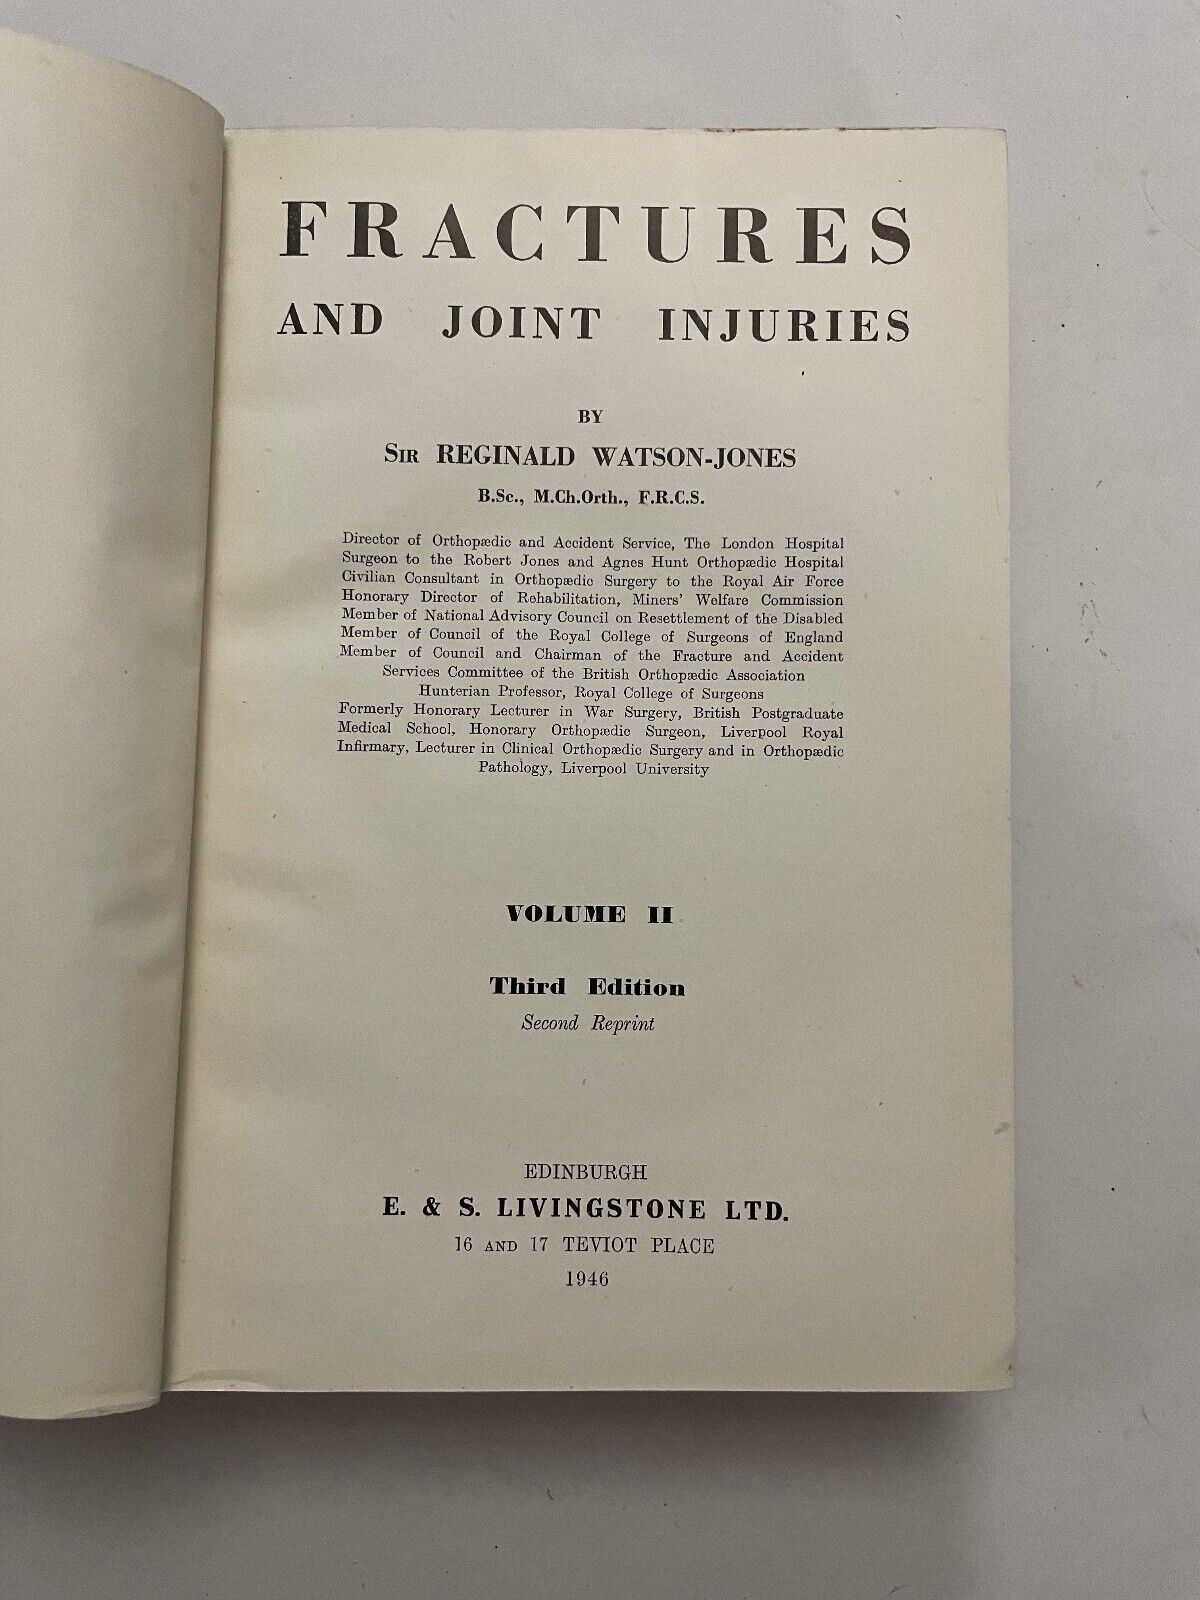 FRACTURES
AND JOINT INJURIES
BY
SIR REGINALD WATSON-JONES
B.Sc., M.Ch.Orth., F.R.C.S.
Director of Orthopædic and Accident Service, The London Hospital
Surgeon to the Robert Jones and Agnes Hunt Orthopædic Hospital
Civilian Consultant in Orthopædic Surgery to the Royal Air Force
Honorary Director of Rehabilitation, Miners' Welfare Commission
Member of National Advisory Council on Resettlement of the Disabled
Member of Council of the Royal College of Surgeons of England
Member of Council and Chairman of the Fracture and Accident
Services Committee of the British Orthopædic Association
Hunterian Professor, Royal College of Surgeons
Formerly Honorary Lecturer in War Surgery, British Postgraduate
Medical School, Honorary Orthopædic Surgeon, Liverpool Royal
Infirmary, Lecturer in Clinical Orthopædic Surgery and in Orthopædic
Pathology, Liverpool University
VOLUME II
Third Edition
Second Reprint
EDINBURGH
E. & S. LIVINGSTONE LTD.
16 AND 17 TEVIOT PLACE
1946